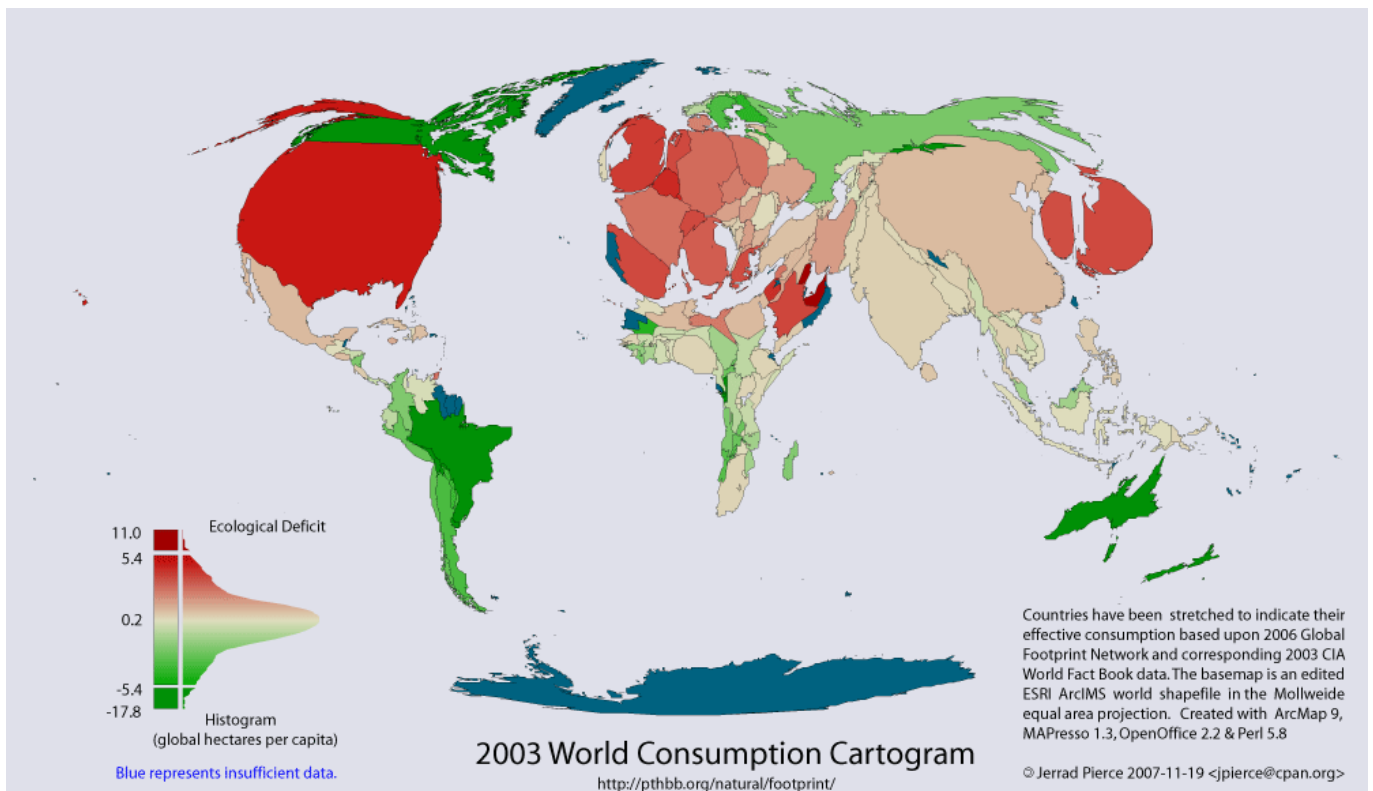 Ecological Deficit
11.0
5.4
0.2
-5.4
-17.8
Histogram
(global hectares per capita)
Blue represents insufficient data.
2003 World Consumption Cartogram
http://pthbb.org/natural/footprint/
Countries have been stretched to indicate their
effective consumption based upon 2006 Global
Footprint Network and corresponding 2003 CIA
World Fact Book data. The basemap is an edited
ESRI ArcIMS world shapefile in the Mollweide
equal area projection. Created with ArcMap 9,
MAPresso 1.3, OpenOffice 2.2 & Perl 5.8
© Jerrad Pierce 2007-11-19 <jpierce@cpan.org>